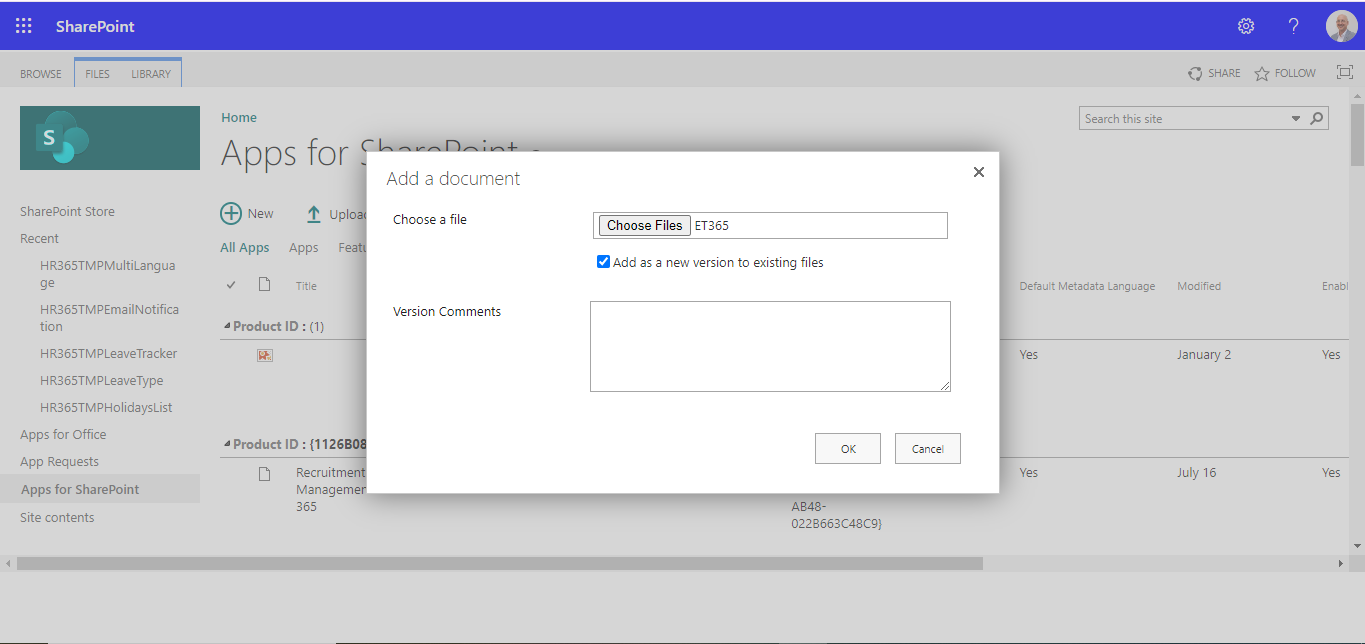 SharePoint
BROWSE FILES LIBRARY
SHARE FOLLOW
S
Home
Search this site
Apps for SharePoint
Add a document
SharePoint Store
Recent
HR365TMPMultiLangua
ge
HR365TMPEmailNotifica
tion
HR365TMPLeaveTracker
HR365TMPLeaveType
HR365TMPHolidaysList
Apps for Office
App Requests
Apps for SharePoint
Site contents
New Upload
All Apps Apps Featu
Title
Default Metadata Language Modified Enabl
Product ID : (1)
Yes January 2 Yes
Product ID : {1126B08
Recruitment
Managemen
365
AB48-
022B663C48C9}
Yes July 16 Yes
Choose a file
Choose Files ET365
Add as a new version to existing files
Version Comments
OK Cancel